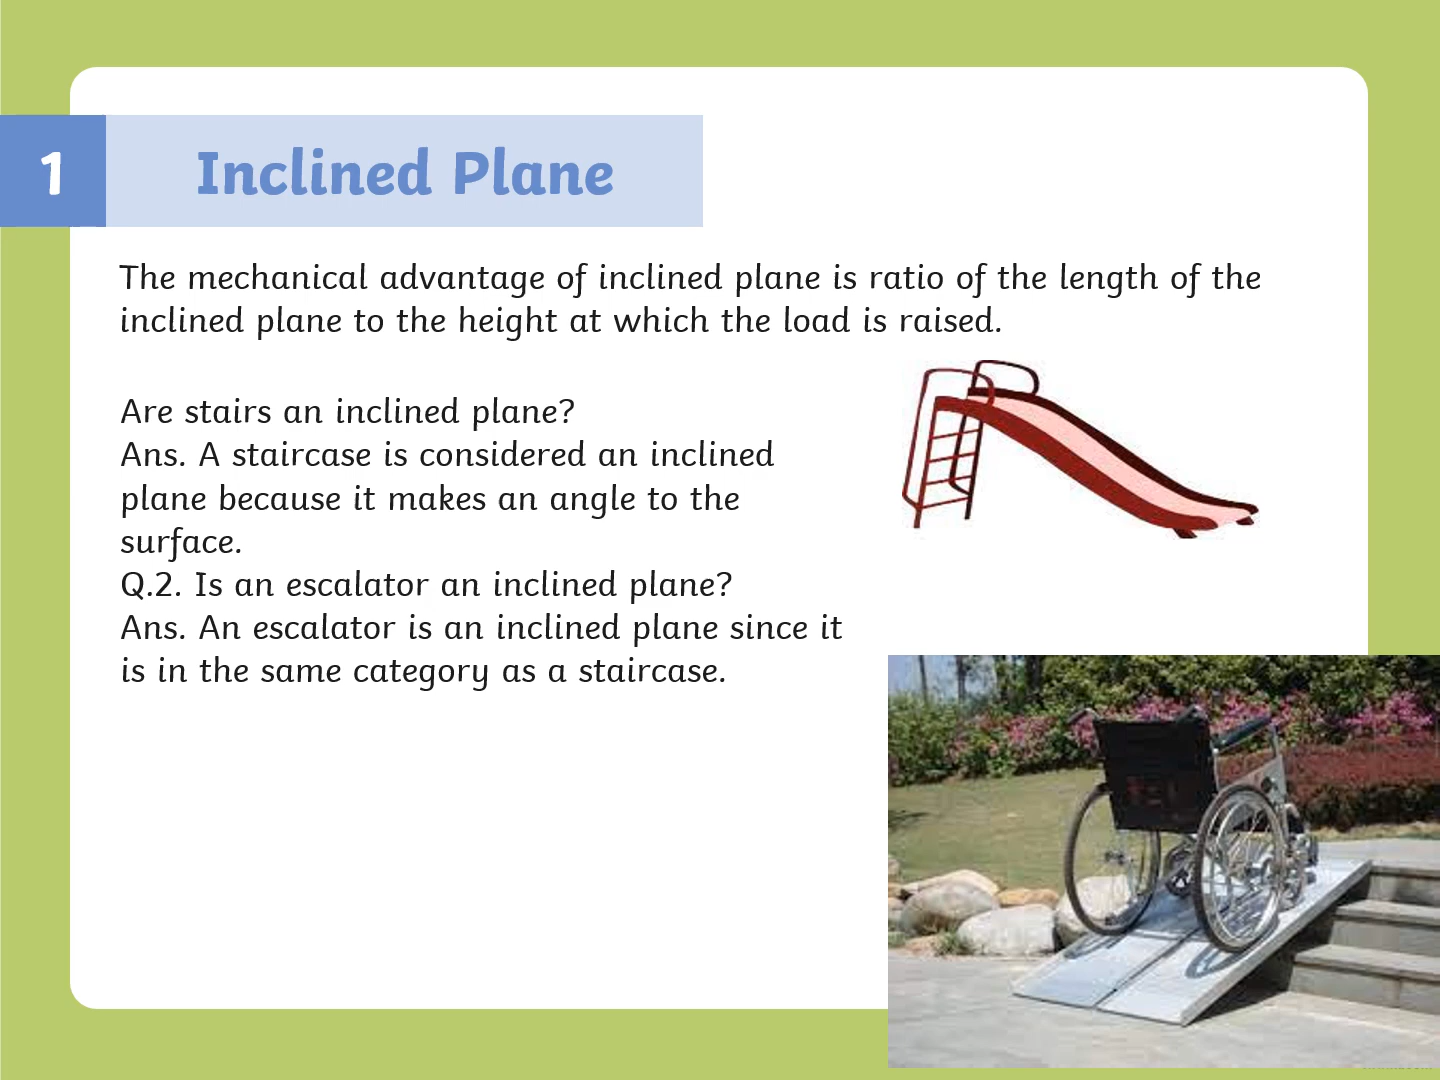 1
Inclined Plane
The mechanical advantage of inclined plane is ratio of the length of the
inclined plane to the height at which the load is raised.
Are stairs an inclined plane?
Ans. A staircase is considered an inclined
plane because it makes an angle to the
surface.
Q.2. Is an escalator an inclined plane?
Ans. An escalator is an inclined plane since it
is in the same category as a staircase.